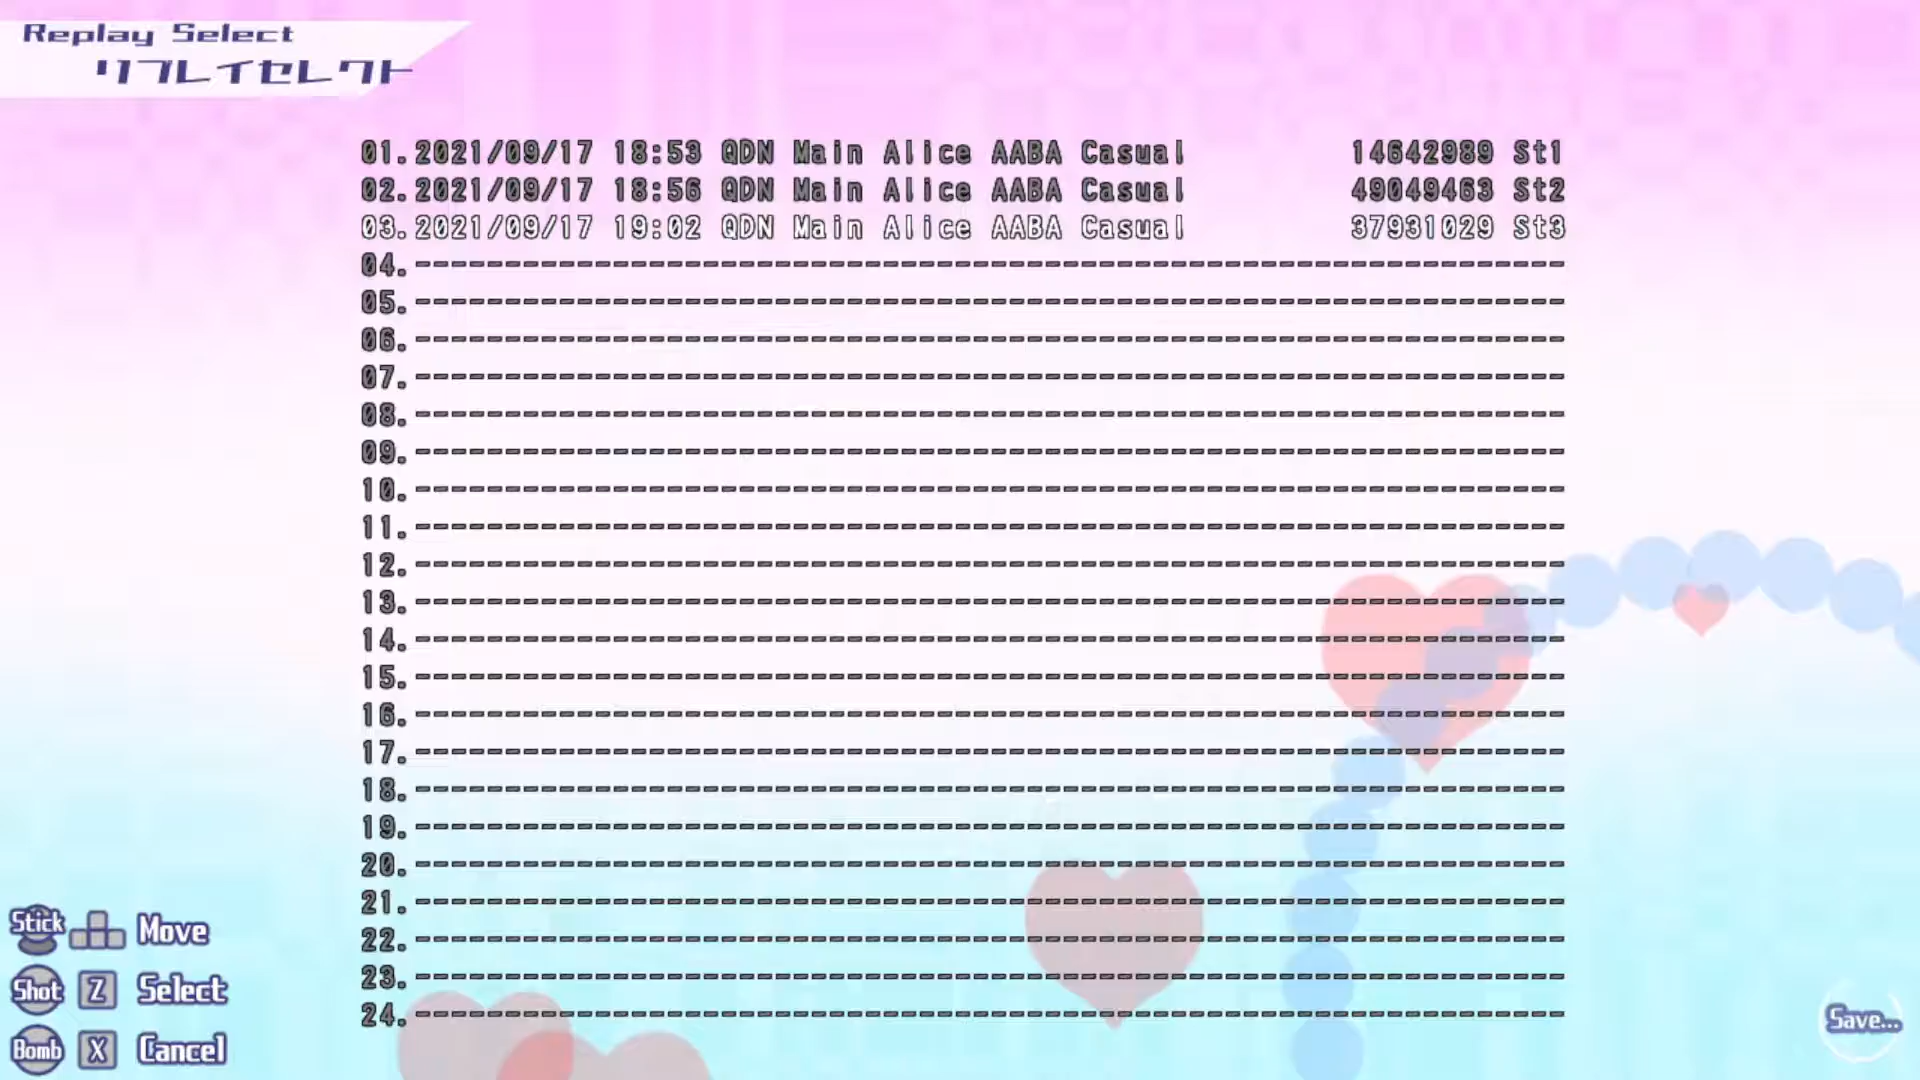 Replay Select
リプレイセレクト
01.2021/09/17 18:53 QDN Main Alice AABA Casual 14642989 St1
02.2021/09/17 18:56 QDN Main Alice AABA Casual 49049463 St2
03.2021/09/17 19:02 QDN Main Alice AABA Casual 37931029 St3
04.----------------------------------------------------------------
05.----------------------------------------------------------------
06.----------------------------------------------------------------
07.----------------------------------------------------------------
08.----------------------------------------------------------------
09.----------------------------------------------------------------
10.----------------------------------------------------------------
11.----------------------------------------------------------------
12.----------------------------------------------------------------
13.----------------------------------------------------------------
14.----------------------------------------------------------------
15.----------------------------------------------------------------
16.----------------------------------------------------------------
17.----------------------------------------------------------------
18.----------------------------------------------------------------
19.----------------------------------------------------------------
20.----------------------------------------------------------------
21.----------------------------------------------------------------
22.----------------------------------------------------------------
23.----------------------------------------------------------------
24.----------------------------------------------------------------
Stick Move
Shot Z Select
Bomb X Cancel
Save...